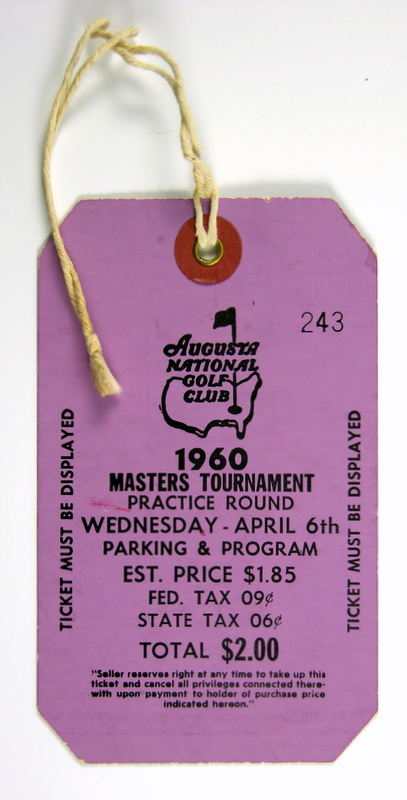 243
Augusta
NATIONAL
GOLF
CLUB
1960
MASTERS TOURNAMENT
PRACTICE ROUND
WEDNESDAY - APRIL 6th
PARKING & PROGRAM
EST. PRICE $1.85
FED. TAX 09¢
STATE TAX 06¢
TOTAL $2.00
"Seller reserves right at any time to take up this
ticket and cancel all privileges connected there-
with upon payment to holder of purchase price
indicated hereon."
TICKET MUST BE DISPLAYED
TICKET MUST BE DISPLAYED